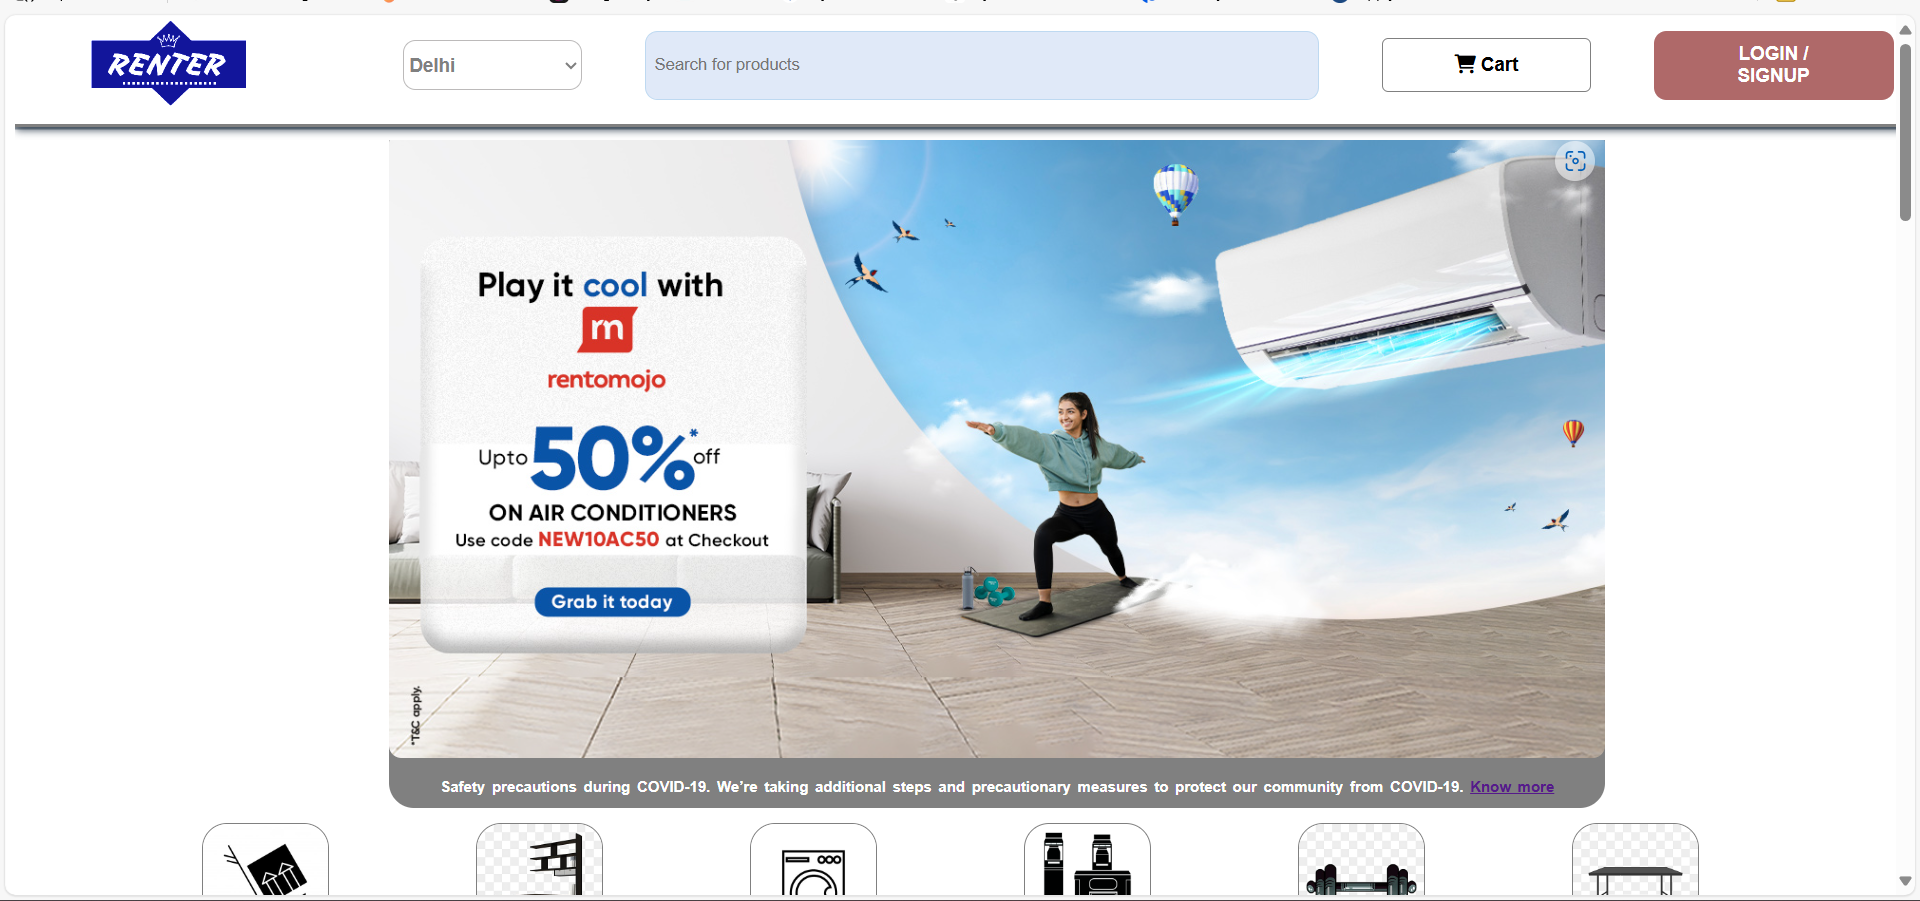 RENTER
Delhi
Search for products
Cart
LOGIN /
SIGNUP
Play it cool with
m
rentomojo
Upto 50%* off
ON AIR CONDITIONERS
Use code NEW10AC50 at Checkout
Grab it today
*T&C apply.
Safety precautions during COVID-19. We’re taking additional steps and precautionary measures to protect our community from COVID-19. Know more